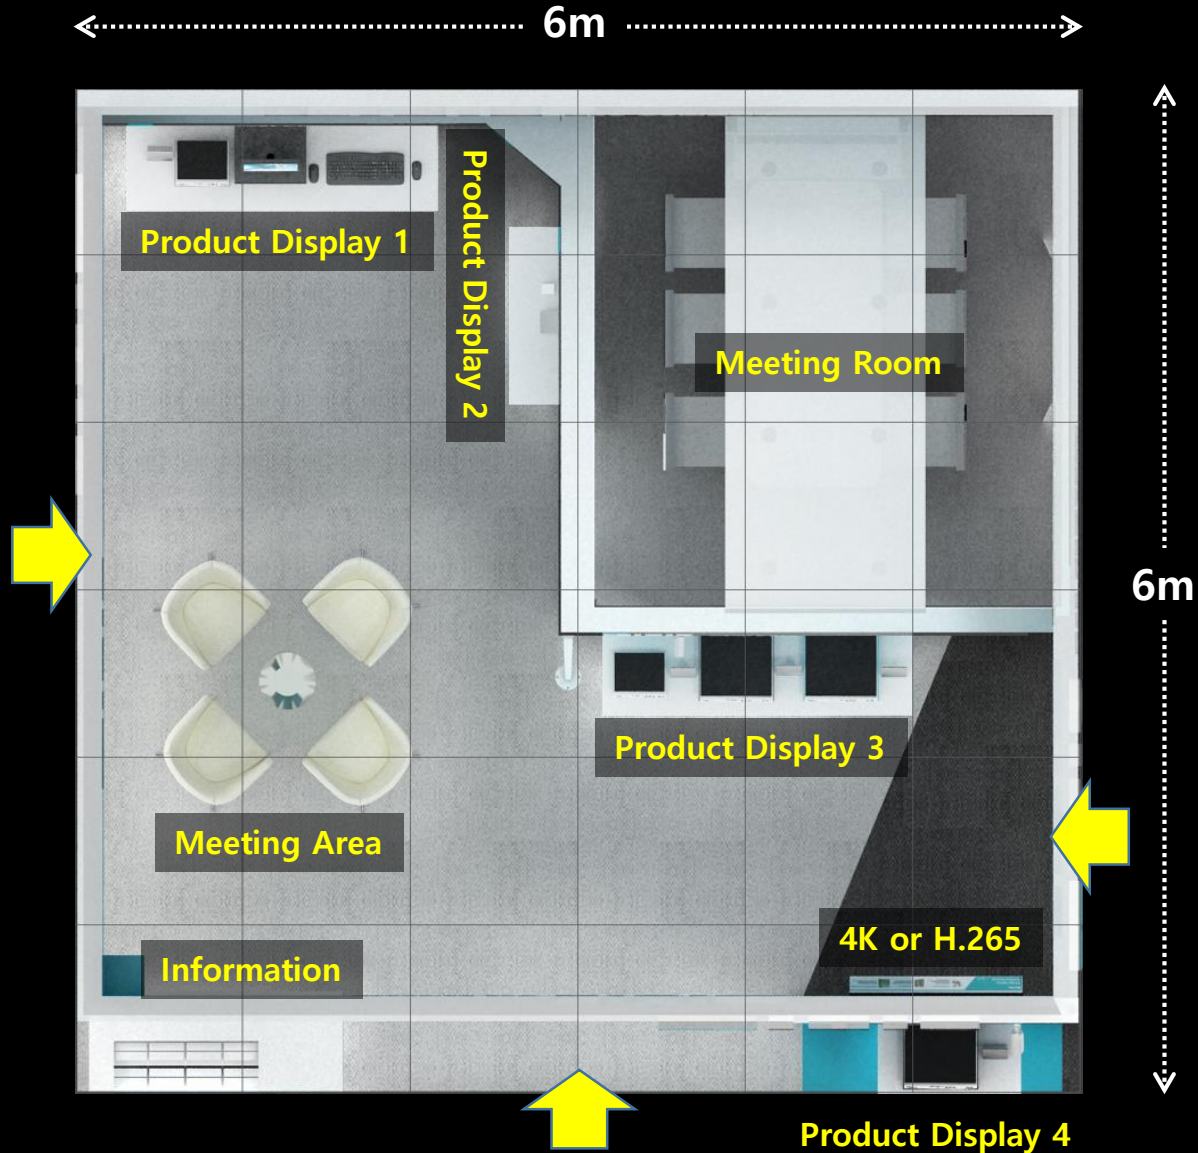 6m
Product Display 1
Product Display 2
Meeting Room
6m
Product Display 3
Meeting Area
4K or H.265
Information
Product Display 4